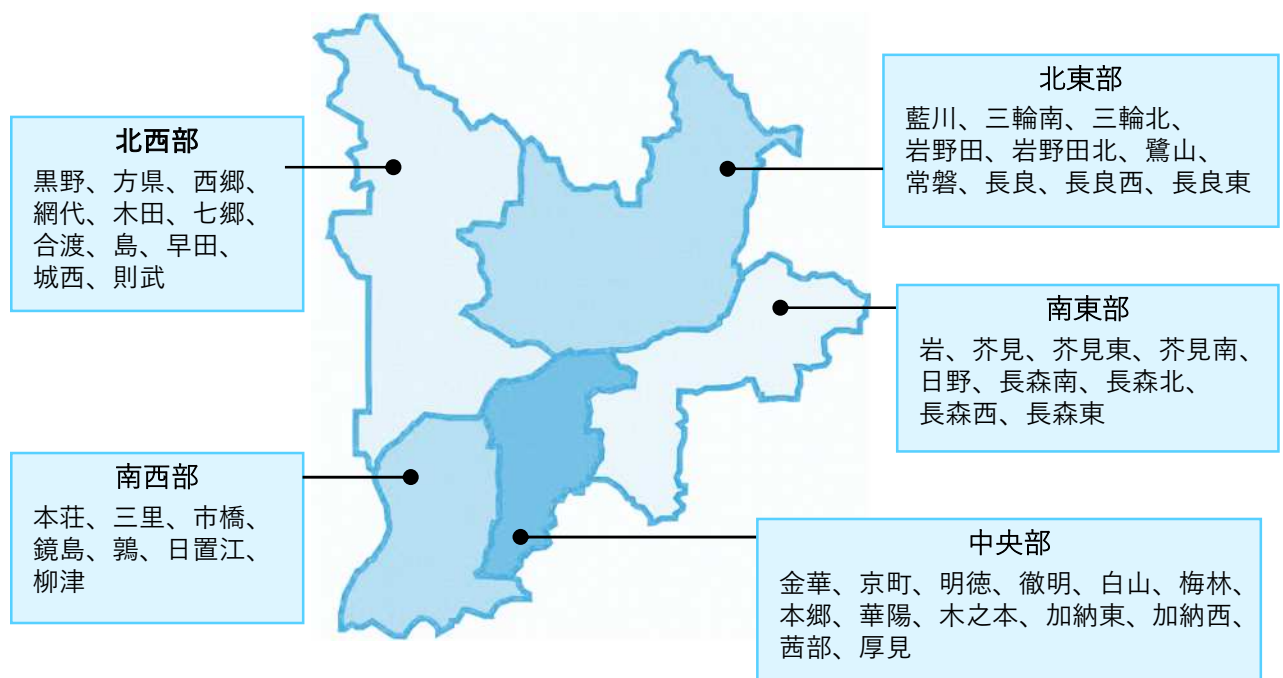 北西部
黒野、方県、西郷、
網代、木田、七郷、
合渡、島、早田、
城西、則武
北東部
藍川、三輪南、三輪北、
岩野田、岩野田北、鷺山、
常磐、長良、長良西、長良東
南東部
岩、芥見、芥見東、芥見南、
日野、長森南、長森北、
長森西、長森東
南西部
本荘、三里、市橋、
鏡島、鶉、日置江、
柳津
中央部
金華、京町、明徳、徹明、白山、梅林、
本郷、華陽、木之本、加納東、加納西、
茜部、厚見